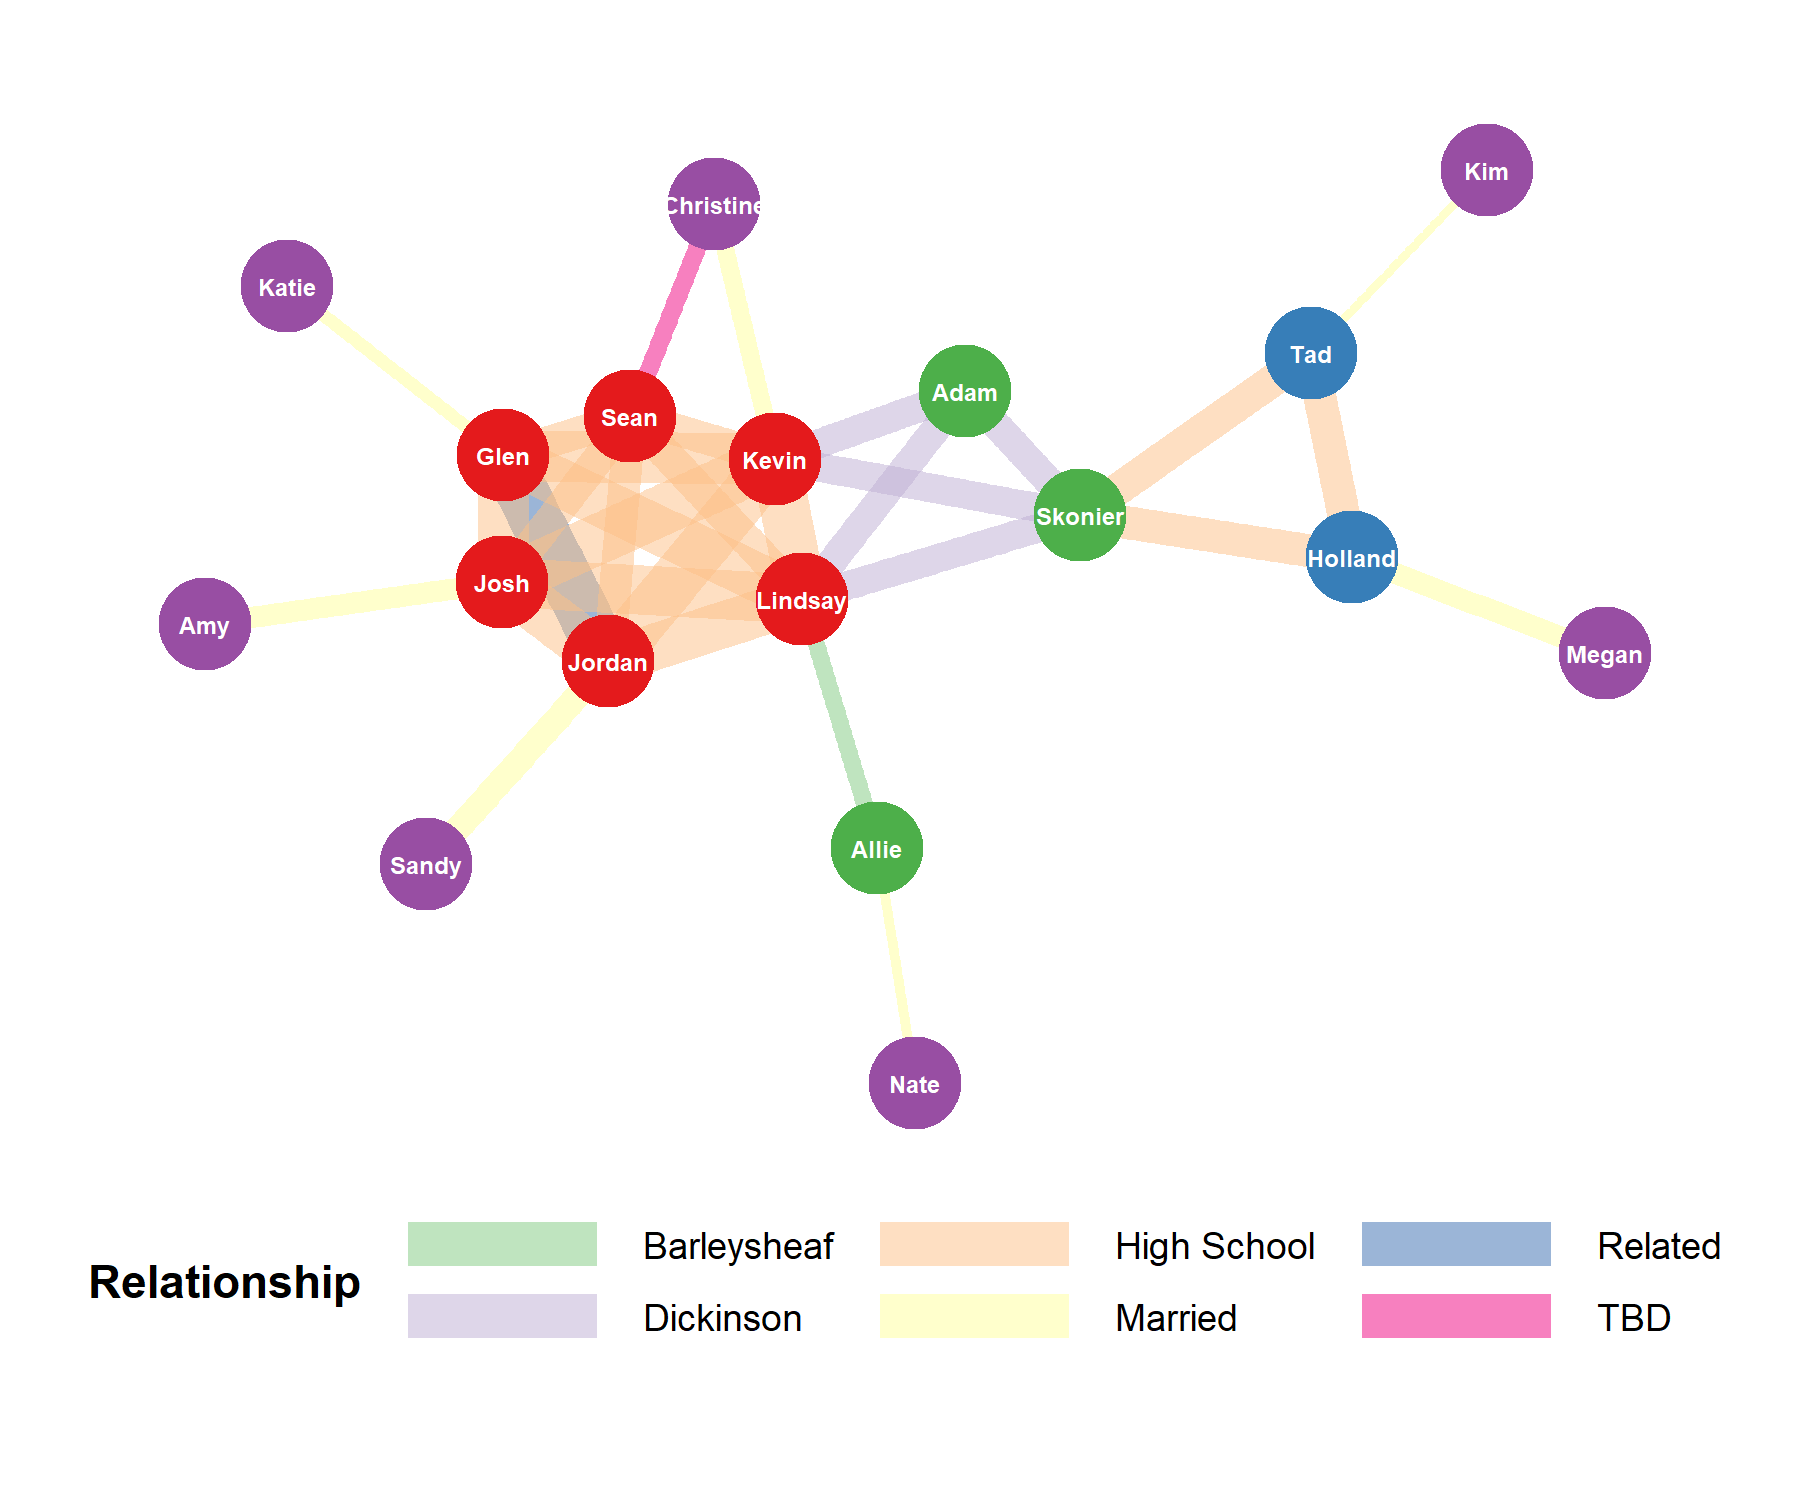 Kim
Christine
Katie
Tad
Adam
Sean
Glen
Kevin
Skonier
Holland
Josh
Lindsay
Amy
Megan
Jordan
Allie
Sandy
Nate
Relationship
Barleysheaf
High School
Related
Dickinson
Married
TBD